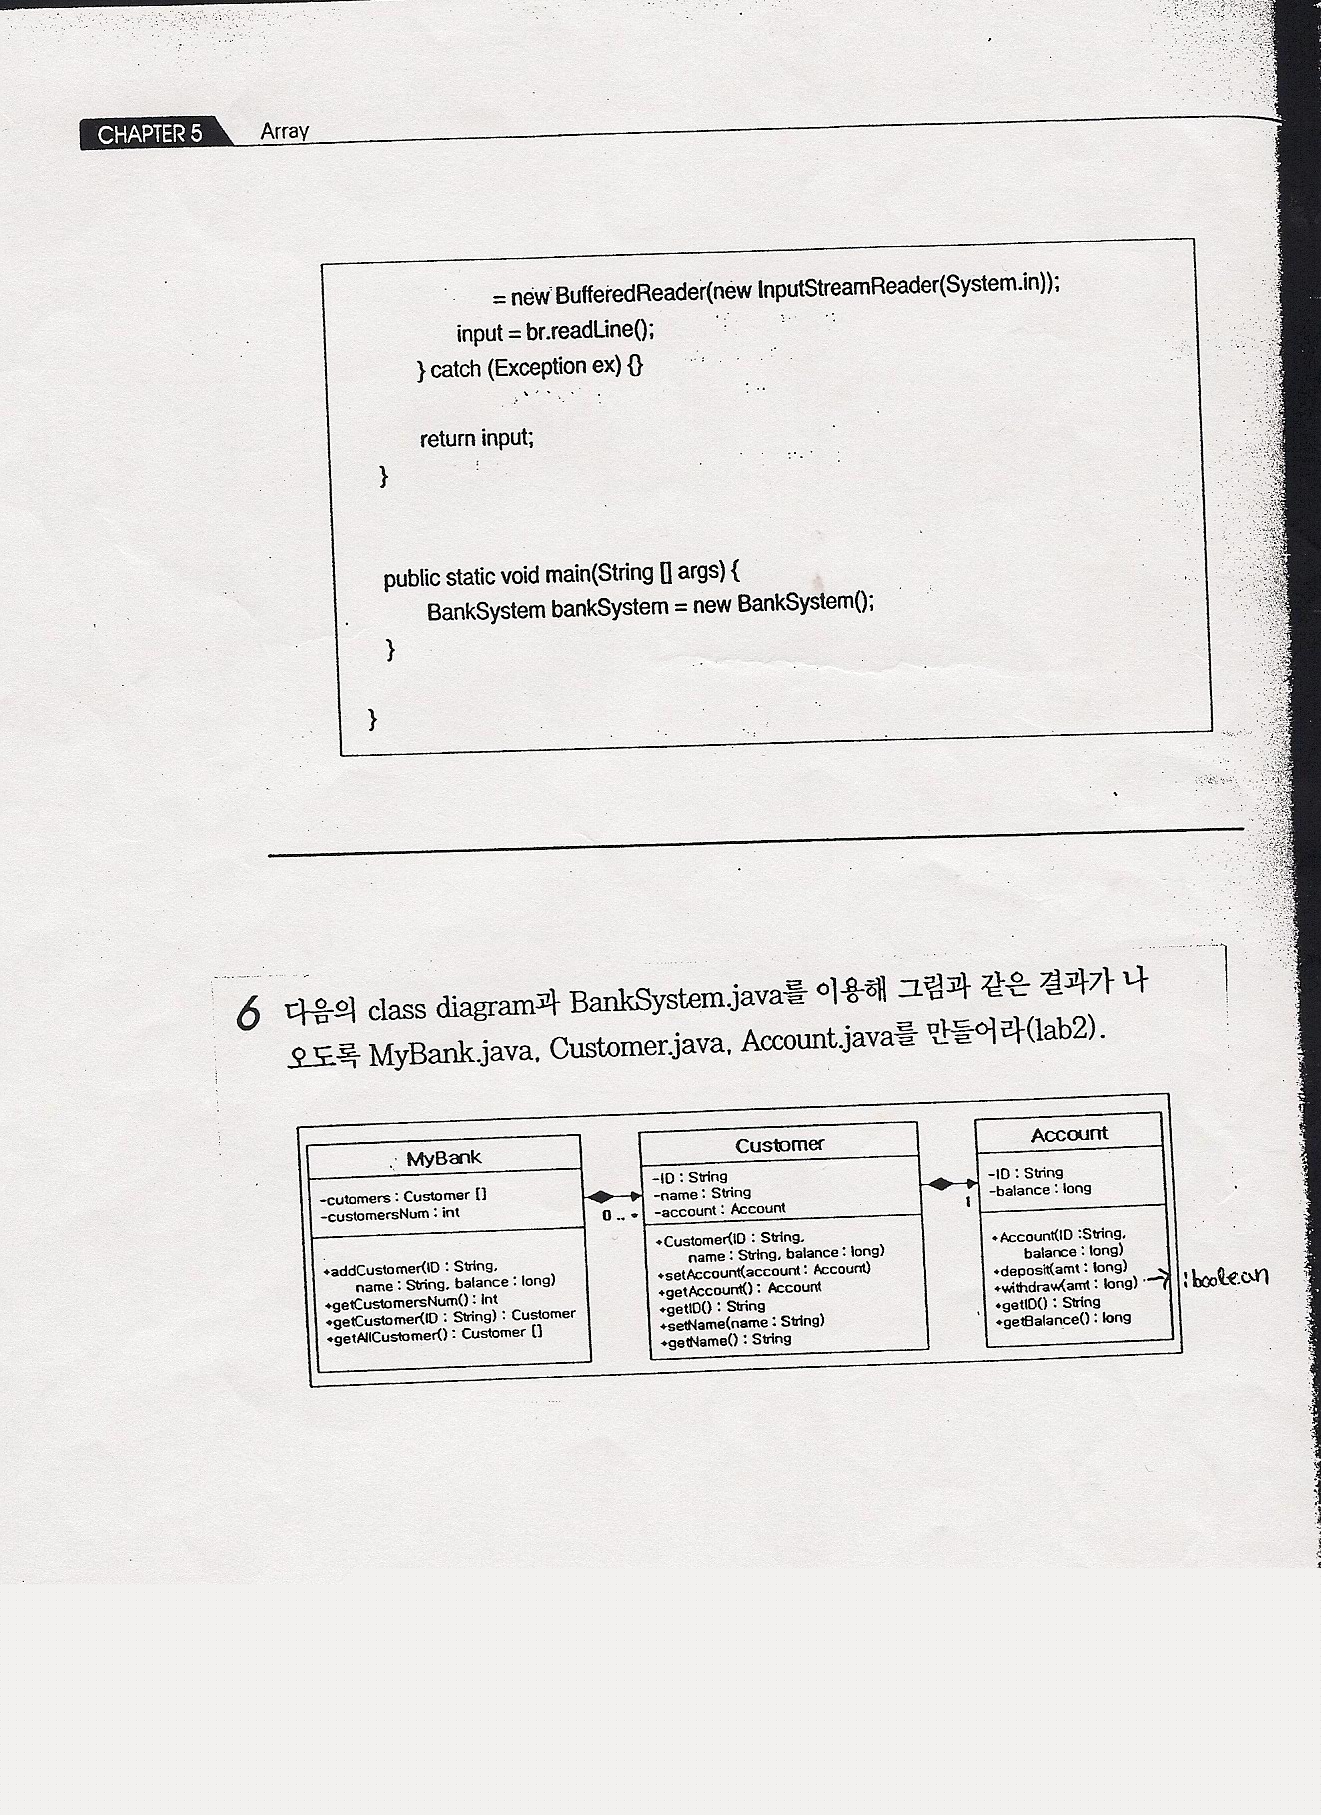 CHAPTER 5 Array
= new BufferedReader(new InputStreamReader(System.in));
input = br.readLine();
} catch (Exception ex) {}
return input;
}
public static void main(String [] args) {
BankSystem bankSystem = new BankSystem();
}
}
6 다음의 class diagram과 BankSystem.java를 이용해 그림과 같은 결과가 나
오도록 MyBank.java, Customer.java, Account.java를 만들어라(lab2).
MyBank
-cutomers : Customer []
-customersNum : int
+addCustomer(ID : String,
name : String, balance : long)
+getCustomersNum() : int
+getCustomer(ID : String) : Customer
+getAllCustomer() : Customer []
0 .. *
Customer
-ID : String
-name : String
-account : Account
+Customer(ID : String,
name : String, balance : long)
+setAccount(account : Account)
+getAccount() : Account
+getID() : String
+setName(name : String)
+getName() : String
1
Account
-ID : String
-balance : long
+Account(ID :String,
balance : long)
+deposit(amt : long)
+withdraw(amt : long) → : boolean
+getID() : String
+getBalance() : long